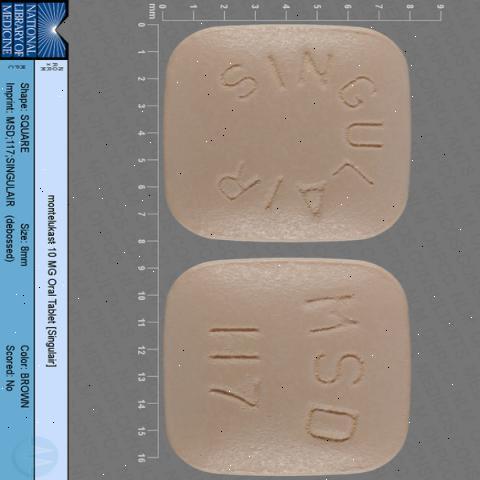 NATIONAL
LIBRARY OF
MEDICINE
montelukast 10 MG Oral Tablet [Singulair]
Shape: SQUARE
Size: 8mm
Color: BROWN
Imprint: MSD;117;SINGULAIR (debossed)
Scored: No
mm
0 1 2 3 4 5 6 7 8 9
0
1
2
3
4
5
6
7
8
9
10
11
12
13
14
15
16
SINGULAIR
MSD
117